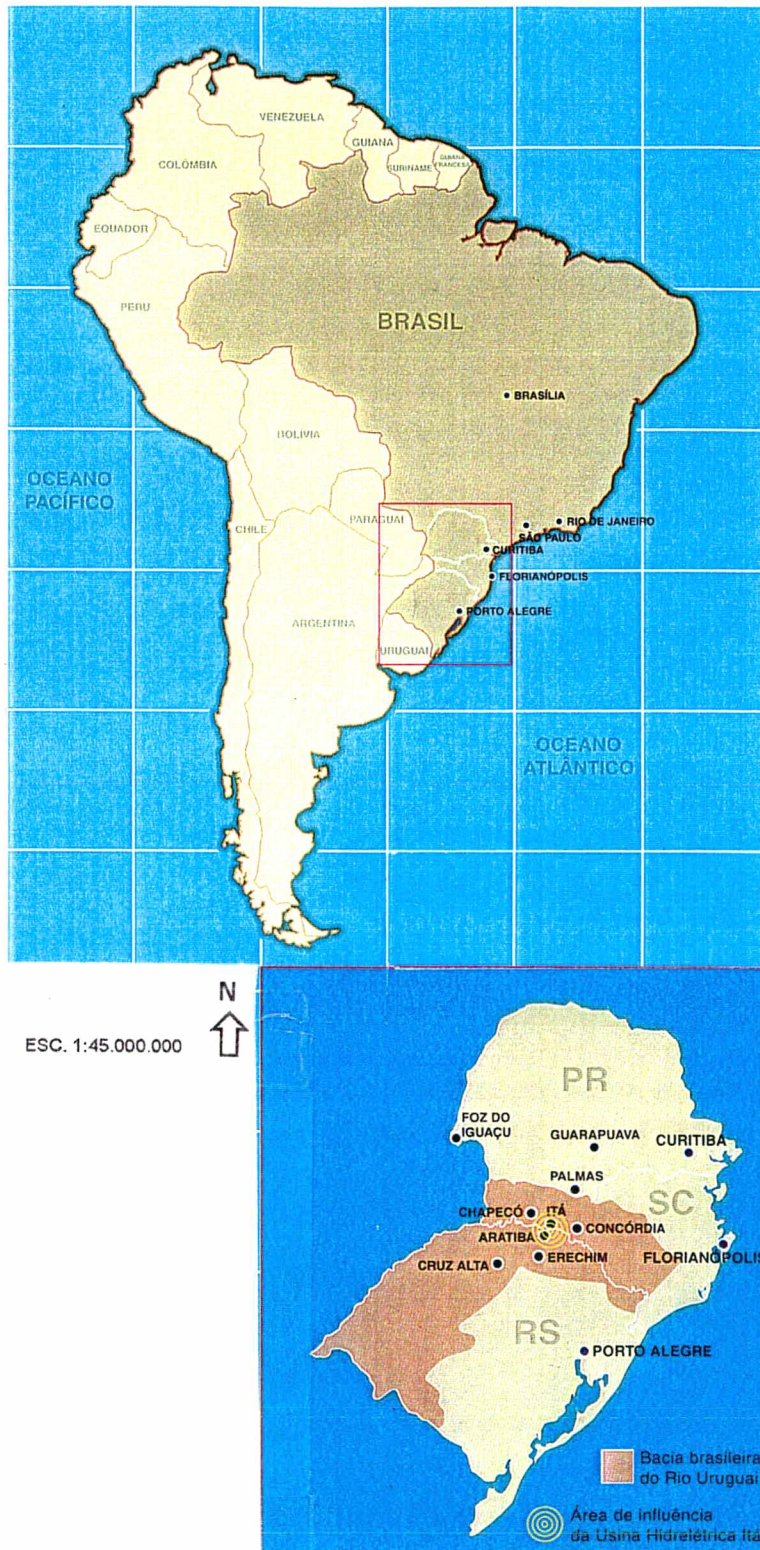 VENEZUELA
GUIANA
SURINAME
GUIANA
FRANCESA
COLÔMBIA
EQUADOR
PERU
BRASIL
BRASÍLIA
BOLÍVIA
OCEANO
PACÍFICO
PARAGUAI
CHILE
RIO DE JANEIRO
SÃO PAULO
CURITIBA
FLORIANÓPOLIS
PORTO ALEGRE
ARGENTINA
URUGUAI
OCEANO
ATLÂNTICO
N
ESC. 1:45.000.000
PR
FOZ DO
IGUAÇU
GUARAPUAVA
CURITIBA
PALMAS
SC
CHAPECÓ
ITÁ
CONCÓRDIA
ARATIBA
FLORIANÓPOLIS
CRUZ ALTA
ERECHIM
RS
PORTO ALEGRE
Bacia brasileira
do Rio Uruguai
Área de influência
da Usina Hidrelétrica Itá